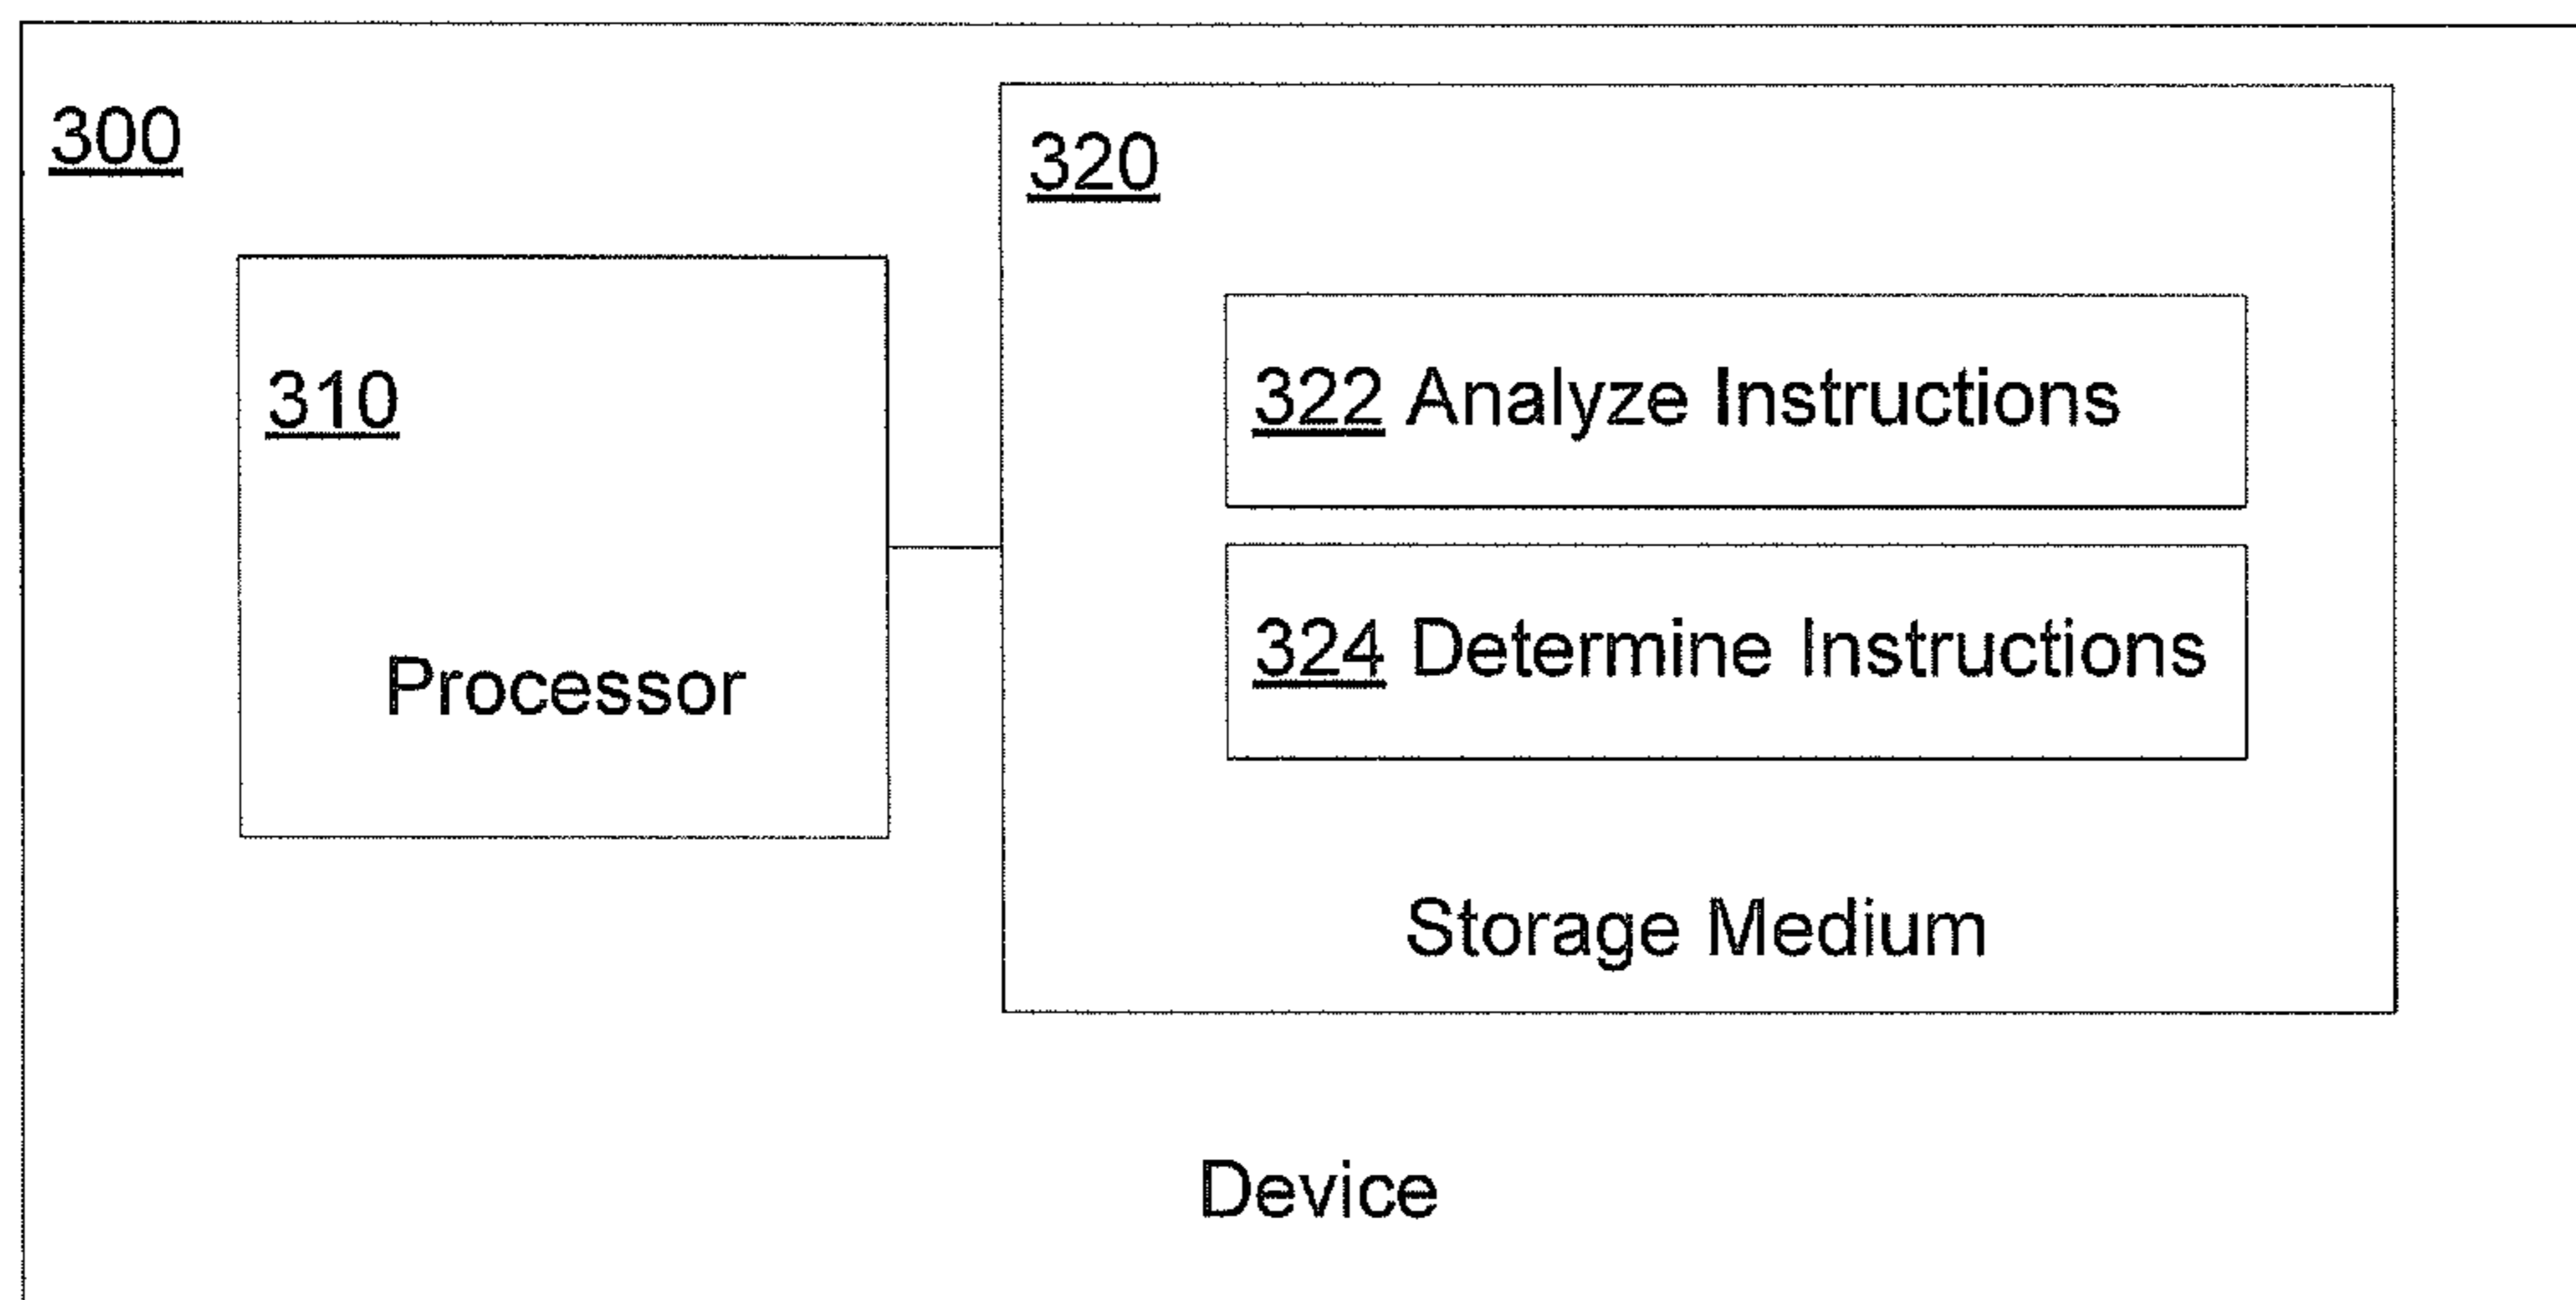 300
320
310
322 Analyze Instructions
324 Determine Instructions
Processor
Storage Medium
Device